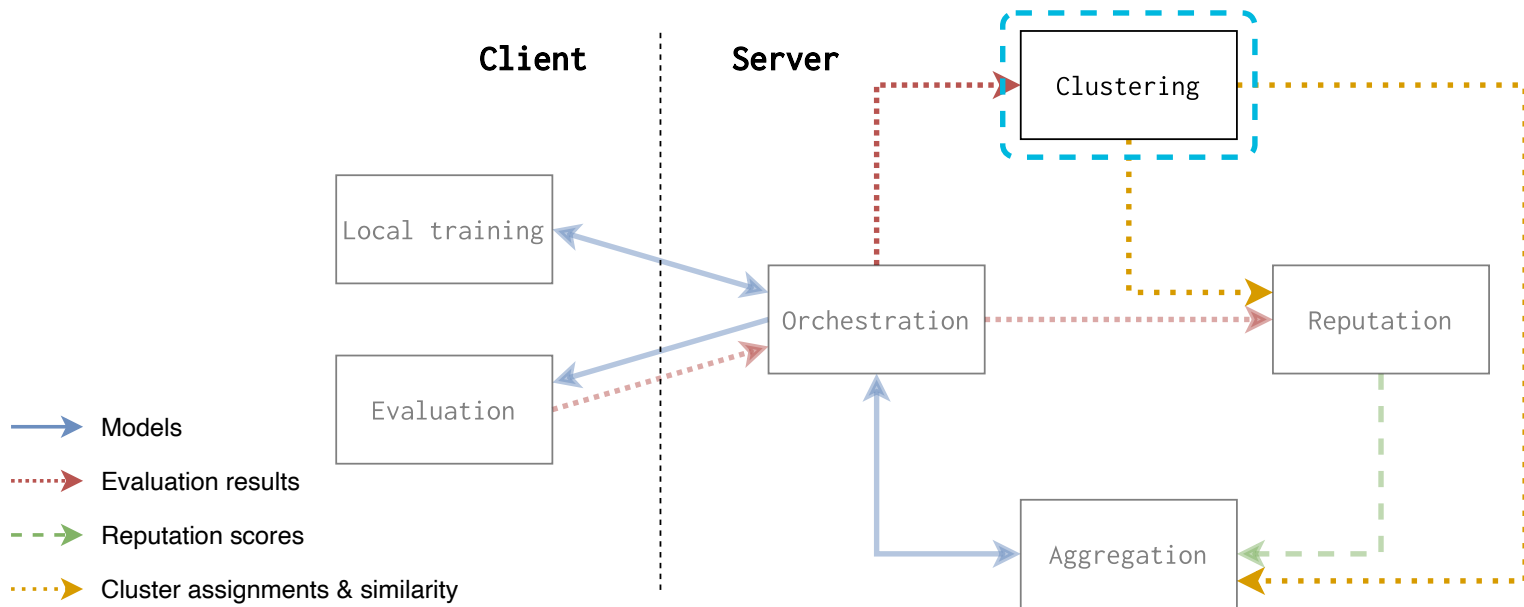 Client
Server
Clustering
Local training
Orchestration
Reputation
Evaluation
Aggregation
Models
Evaluation results
Reputation scores
Cluster assignments & similarity